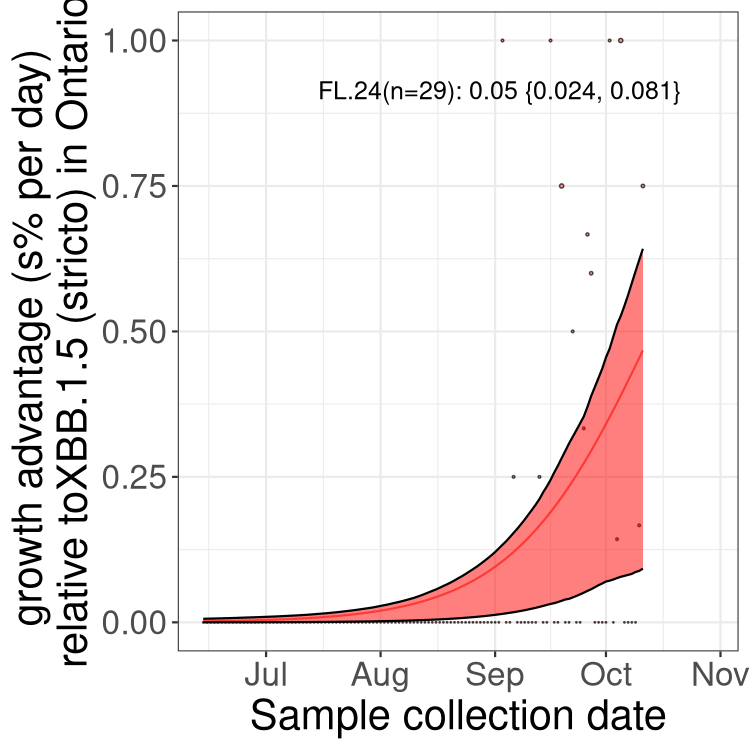 growth advantage (s% per day)
relative toXBB.1.5 (stricto) in Ontario
1.00
0.75
0.50
0.25
0.00
FL.24(n=29): 0.05 {0.024, 0.081}
Jul Aug Sep Oct Nov
Sample collection date